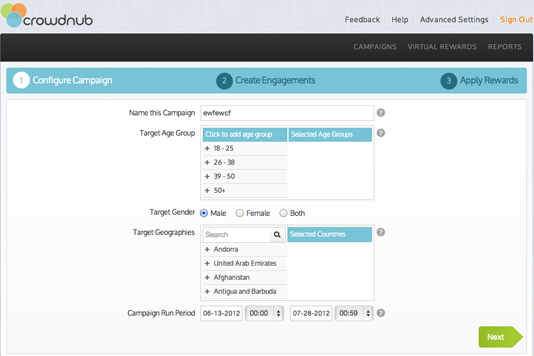 crowdnub
Feedback Help Advanced Settings Sign Out
CAMPAIGNS VIRTUAL REWARDS REPORTS
1 Configure Campaign 2 Create Engagements 3 Apply Rewards
Name this Campaign ewfewcf ?
Target Age Group Click to add age group Selected Age Groups ?
+ 18 - 25
+ 26 - 38
+ 39 - 50
+ 50+
Target Gender Male Female Both
Target Geographies Search Selected Countries ?
+ Andorra
+ United Arab Emirates
+ Afghanistan
+ Antigua and Barbuda
Campaign Run Period 06-13-2012 00:00 07-28-2012 00:59 ?
Next